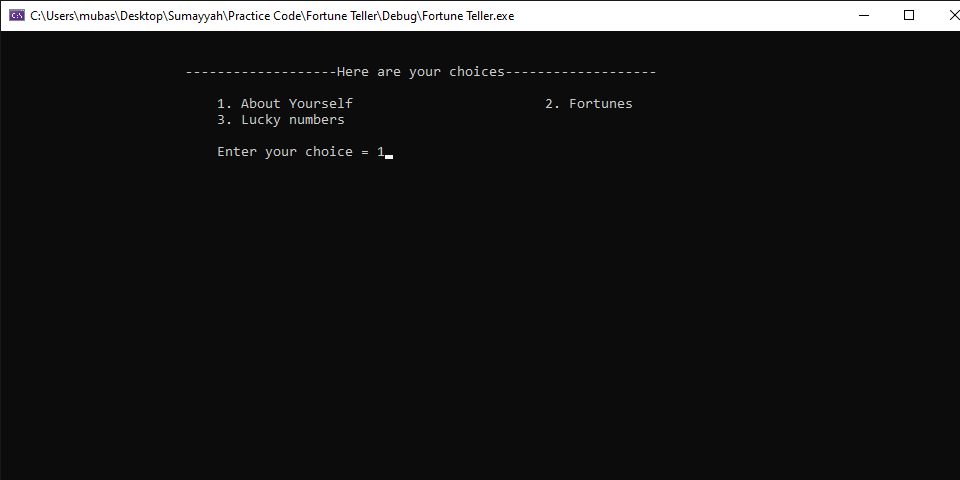 C:\Users\mubas\Desktop\Sumayyah\Practice Code\Fortune Teller\Debug\Fortune Teller.exe
-------------------Here are your choices-------------------
1. About Yourself 2. Fortunes
3. Lucky numbers
Enter your choice = 1